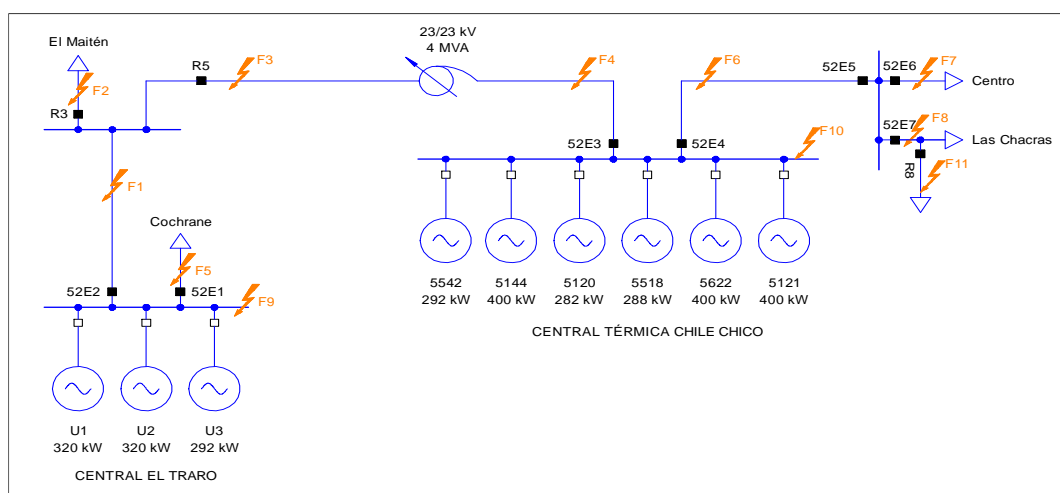 23/23 kV
4 MVA
El Maitén
R5
F3
F4
F6
52E5
52E6
F7
Centro
F2
R3
52E7
F8
Las Chacras
52E3
52E4
F10
R8
F11
F1
Cochrane
F5
52E2
52E1
F9
5542
292 kW
5144
400 kW
5120
282 kW
5518
288 kW
5622
400 kW
5121
400 kW
CENTRAL TÉRMICA CHILE CHICO
U1
320 kW
U2
320 kW
U3
292 kW
CENTRAL EL TRARO